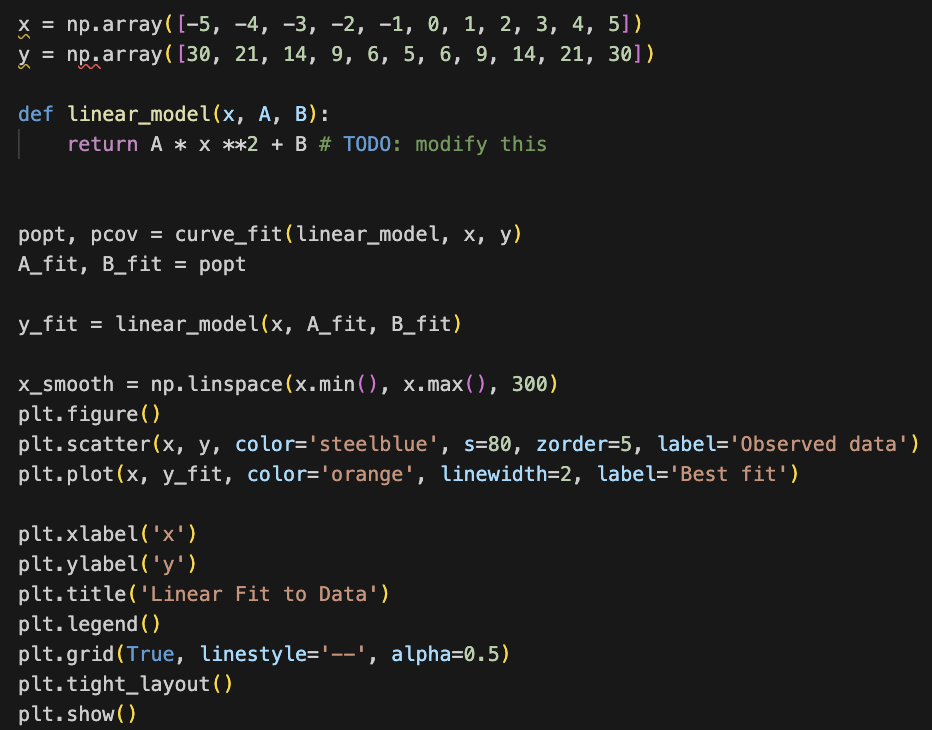 x = np.array([-5, -4, -3, -2, -1, 0, 1, 2, 3, 4, 5])
y = np.array([30, 21, 14, 9, 6, 5, 6, 9, 14, 21, 30])
def linear_model(x, A, B):
    return A * x **2 + B # TODO: modify this
popt, pcov = curve_fit(linear_model, x, y)
A_fit, B_fit = popt
y_fit = linear_model(x, A_fit, B_fit)
x_smooth = np.linspace(x.min(), x.max(), 300)
plt.figure()
plt.scatter(x, y, color='steelblue', s=80, zorder=5, label='Observed data')
plt.plot(x, y_fit, color='orange', linewidth=2, label='Best fit')
plt.xlabel('x')
plt.ylabel('y')
plt.title('Linear Fit to Data')
plt.legend()
plt.grid(True, linestyle='--', alpha=0.5)
plt.tight_layout()
plt.show()